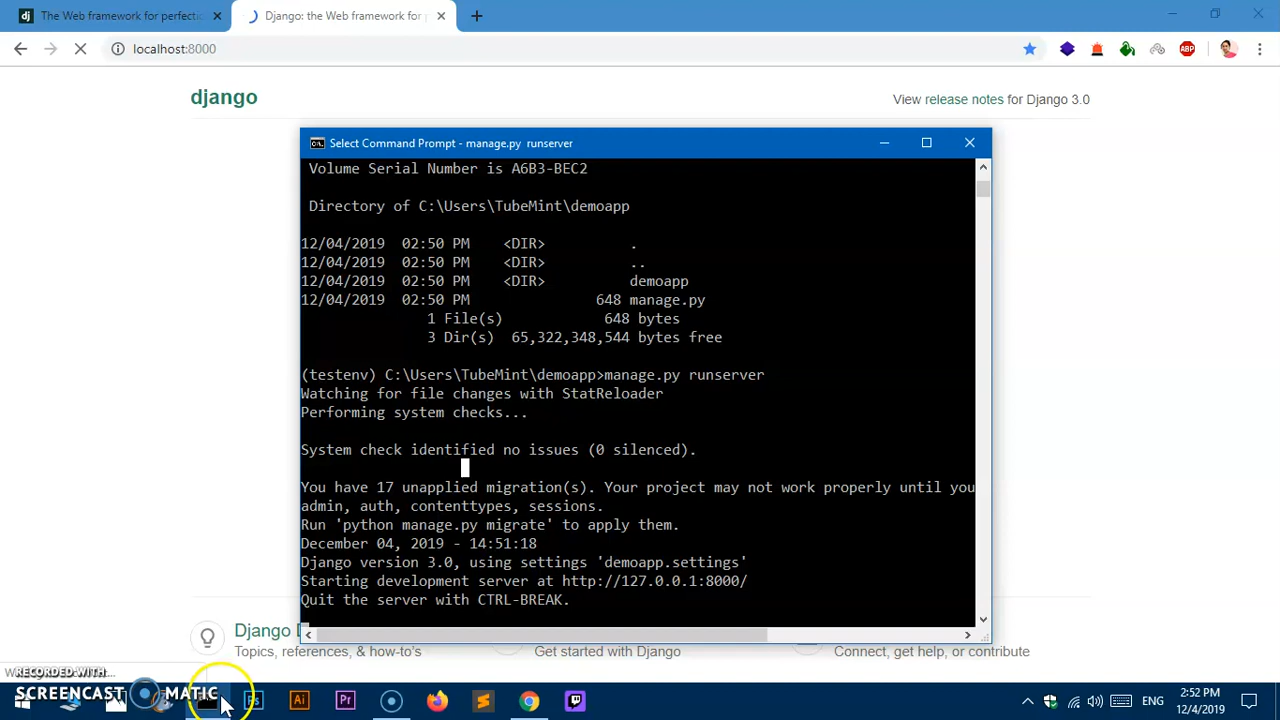 The Web framework for perfectio
Django: the Web framework for p
localhost:8000
ABP
django
View release notes for Django 3.0
Select Command Prompt - manage.py runserver
Volume Serial Number is A6B3-BEC2
Directory of C:\Users\TubeMint\demoapp
12/04/2019 02:50 PM <DIR> .
12/04/2019 02:50 PM <DIR> ..
12/04/2019 02:50 PM <DIR> demoapp
12/04/2019 02:50 PM 648 manage.py
1 File(s) 648 bytes
3 Dir(s) 65,322,348,544 bytes free
(testenv) C:\Users\TubeMint\demoapp>manage.py runserver
Watching for file changes with StatReloader
Performing system checks...
System check identified no issues (0 silenced).
You have 17 unapplied migration(s). Your project may not work properly until you
admin, auth, contenttypes, sessions.
Run 'python manage.py migrate' to apply them.
December 04, 2019 - 14:51:18
Django version 3.0, using settings 'demoapp.settings'
Starting development server at http://127.0.0.1:8000/
Quit the server with CTRL-BREAK.
Django
Topics, references, & how-to's
Get started with Django
Connect, get help, or contribute
RECORDED WITH
SCREENCAST MATIC
Ps
Ai
Pr
ENG
2:52 PM
12/4/2019